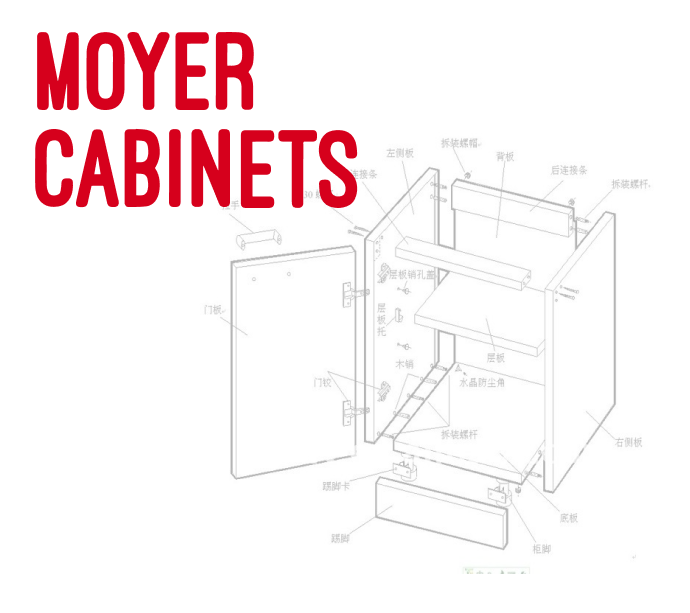 MOYER
CABINETS
拆装螺帽
左侧板
背板
后连接条
连接条
拆装螺杆
层板销孔盖
门板
层板托
层板
木销
门铰
水晶防尘角
拆装螺杆
右侧板
踢脚卡
底板
踢脚
柜脚